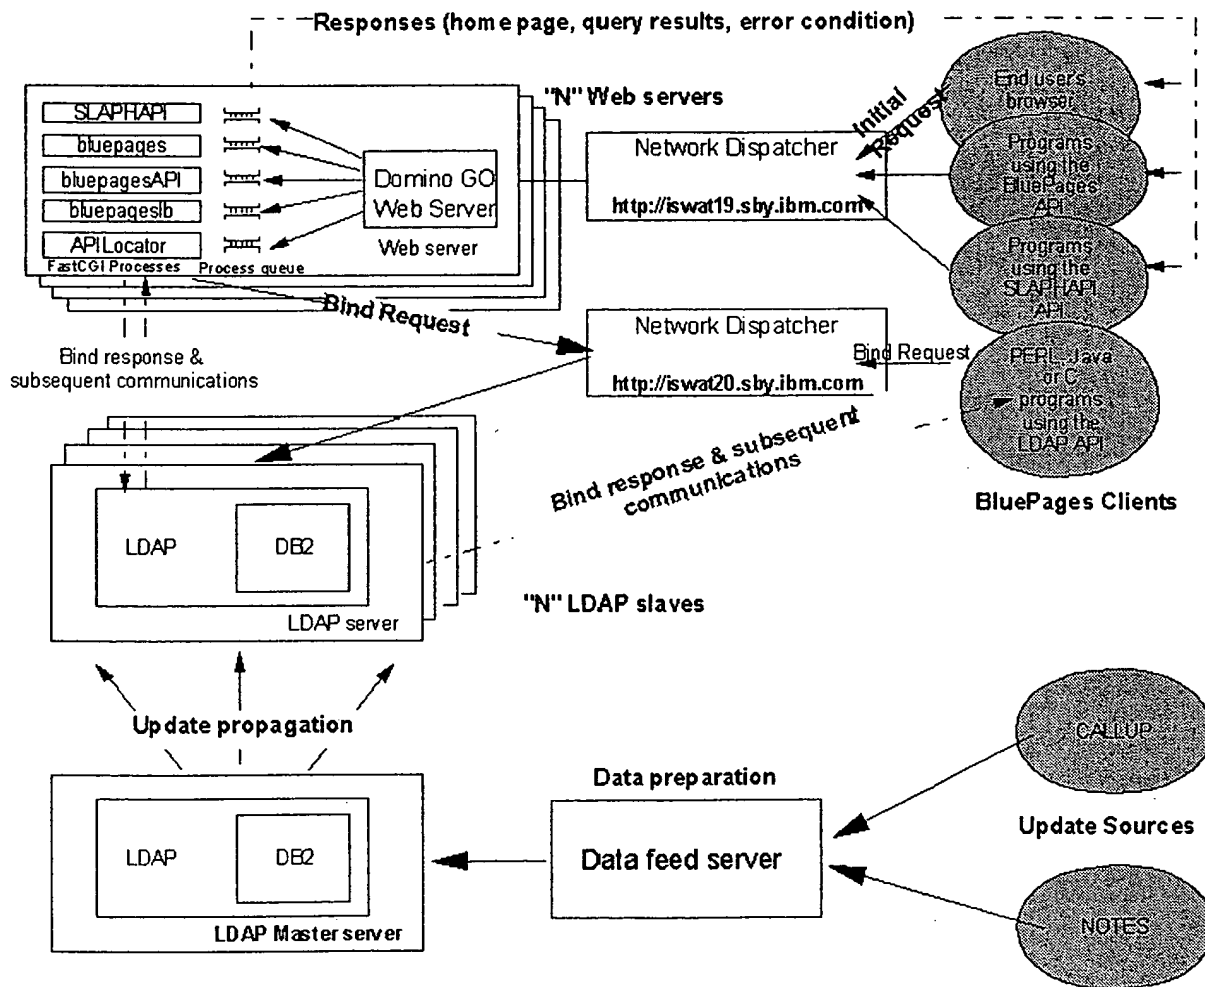 Responses (home page, query results, error condition)
SLAPHAPI
bluepages
bluepagesAPI
bluepageslb
APILocator
FastCGI Processes
Process queue
Domino GO
Web Server
Web server
"N" Web servers
Network Dispatcher
http://iswat19.sby.ibm.com
Initial
Request
End user's
browser
Programs
using the
BluePages
API
Programs
using the
SLAPHAPI
API
Bind Request
Network Dispatcher
http://iswat20.sby.ibm.com
Bind Request
PERL, Java
or C
programs
using the
LDAP API
BluePages Clients
Bind response &
subsequent communications
Bind response & subsequent
communications
LDAP
DB2
LDAP server
"N" LDAP slaves
Update propagation
LDAP
DB2
LDAP Master server
Data preparation
Data feed server
CALLUP
Update Sources
NOTES